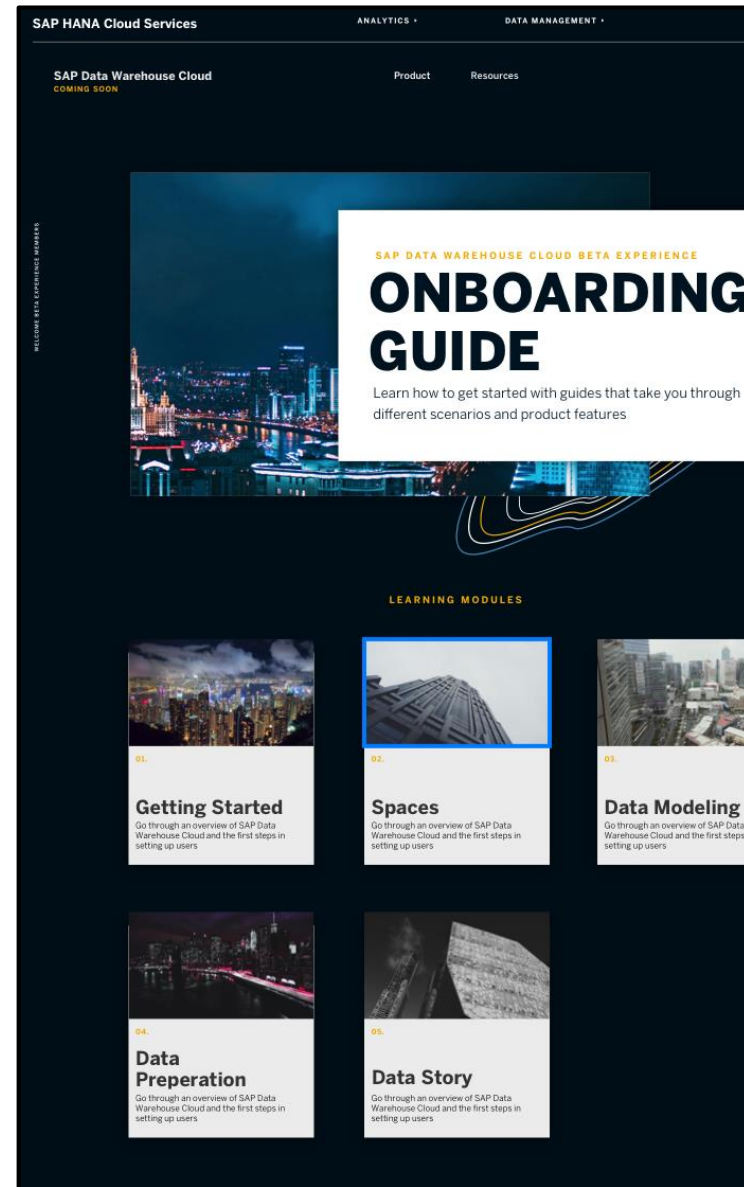 SAP HANA Cloud Services
ANALYTICS
DATA MANAGEMENT
SAP Data Warehouse Cloud
COMING SOON
Product
Resources
WELCOME BETA EXPERIENCE MEMBERS
SAP DATA WAREHOUSE CLOUD BETA EXPERIENCE
ONBOARDING
GUIDE
Learn how to get started with guides that take you through
different scenarios and product features
LEARNING MODULES
01.
Getting Started
Go through an overview of SAP Data
Warehouse Cloud and the first steps in
setting up users
02.
Spaces
Go through an overview of SAP Data
Warehouse Cloud and the first steps in
setting up users
03.
Data Modeling
Go through an overview of SAP Data
Warehouse Cloud and the first steps
setting up users
04.
Data
Preperation
Go through an overview of SAP Data
Warehouse Cloud and the first steps in
setting up users
05.
Data Story
Go through an overview of SAP Data
Warehouse Cloud and the first steps in
setting up users